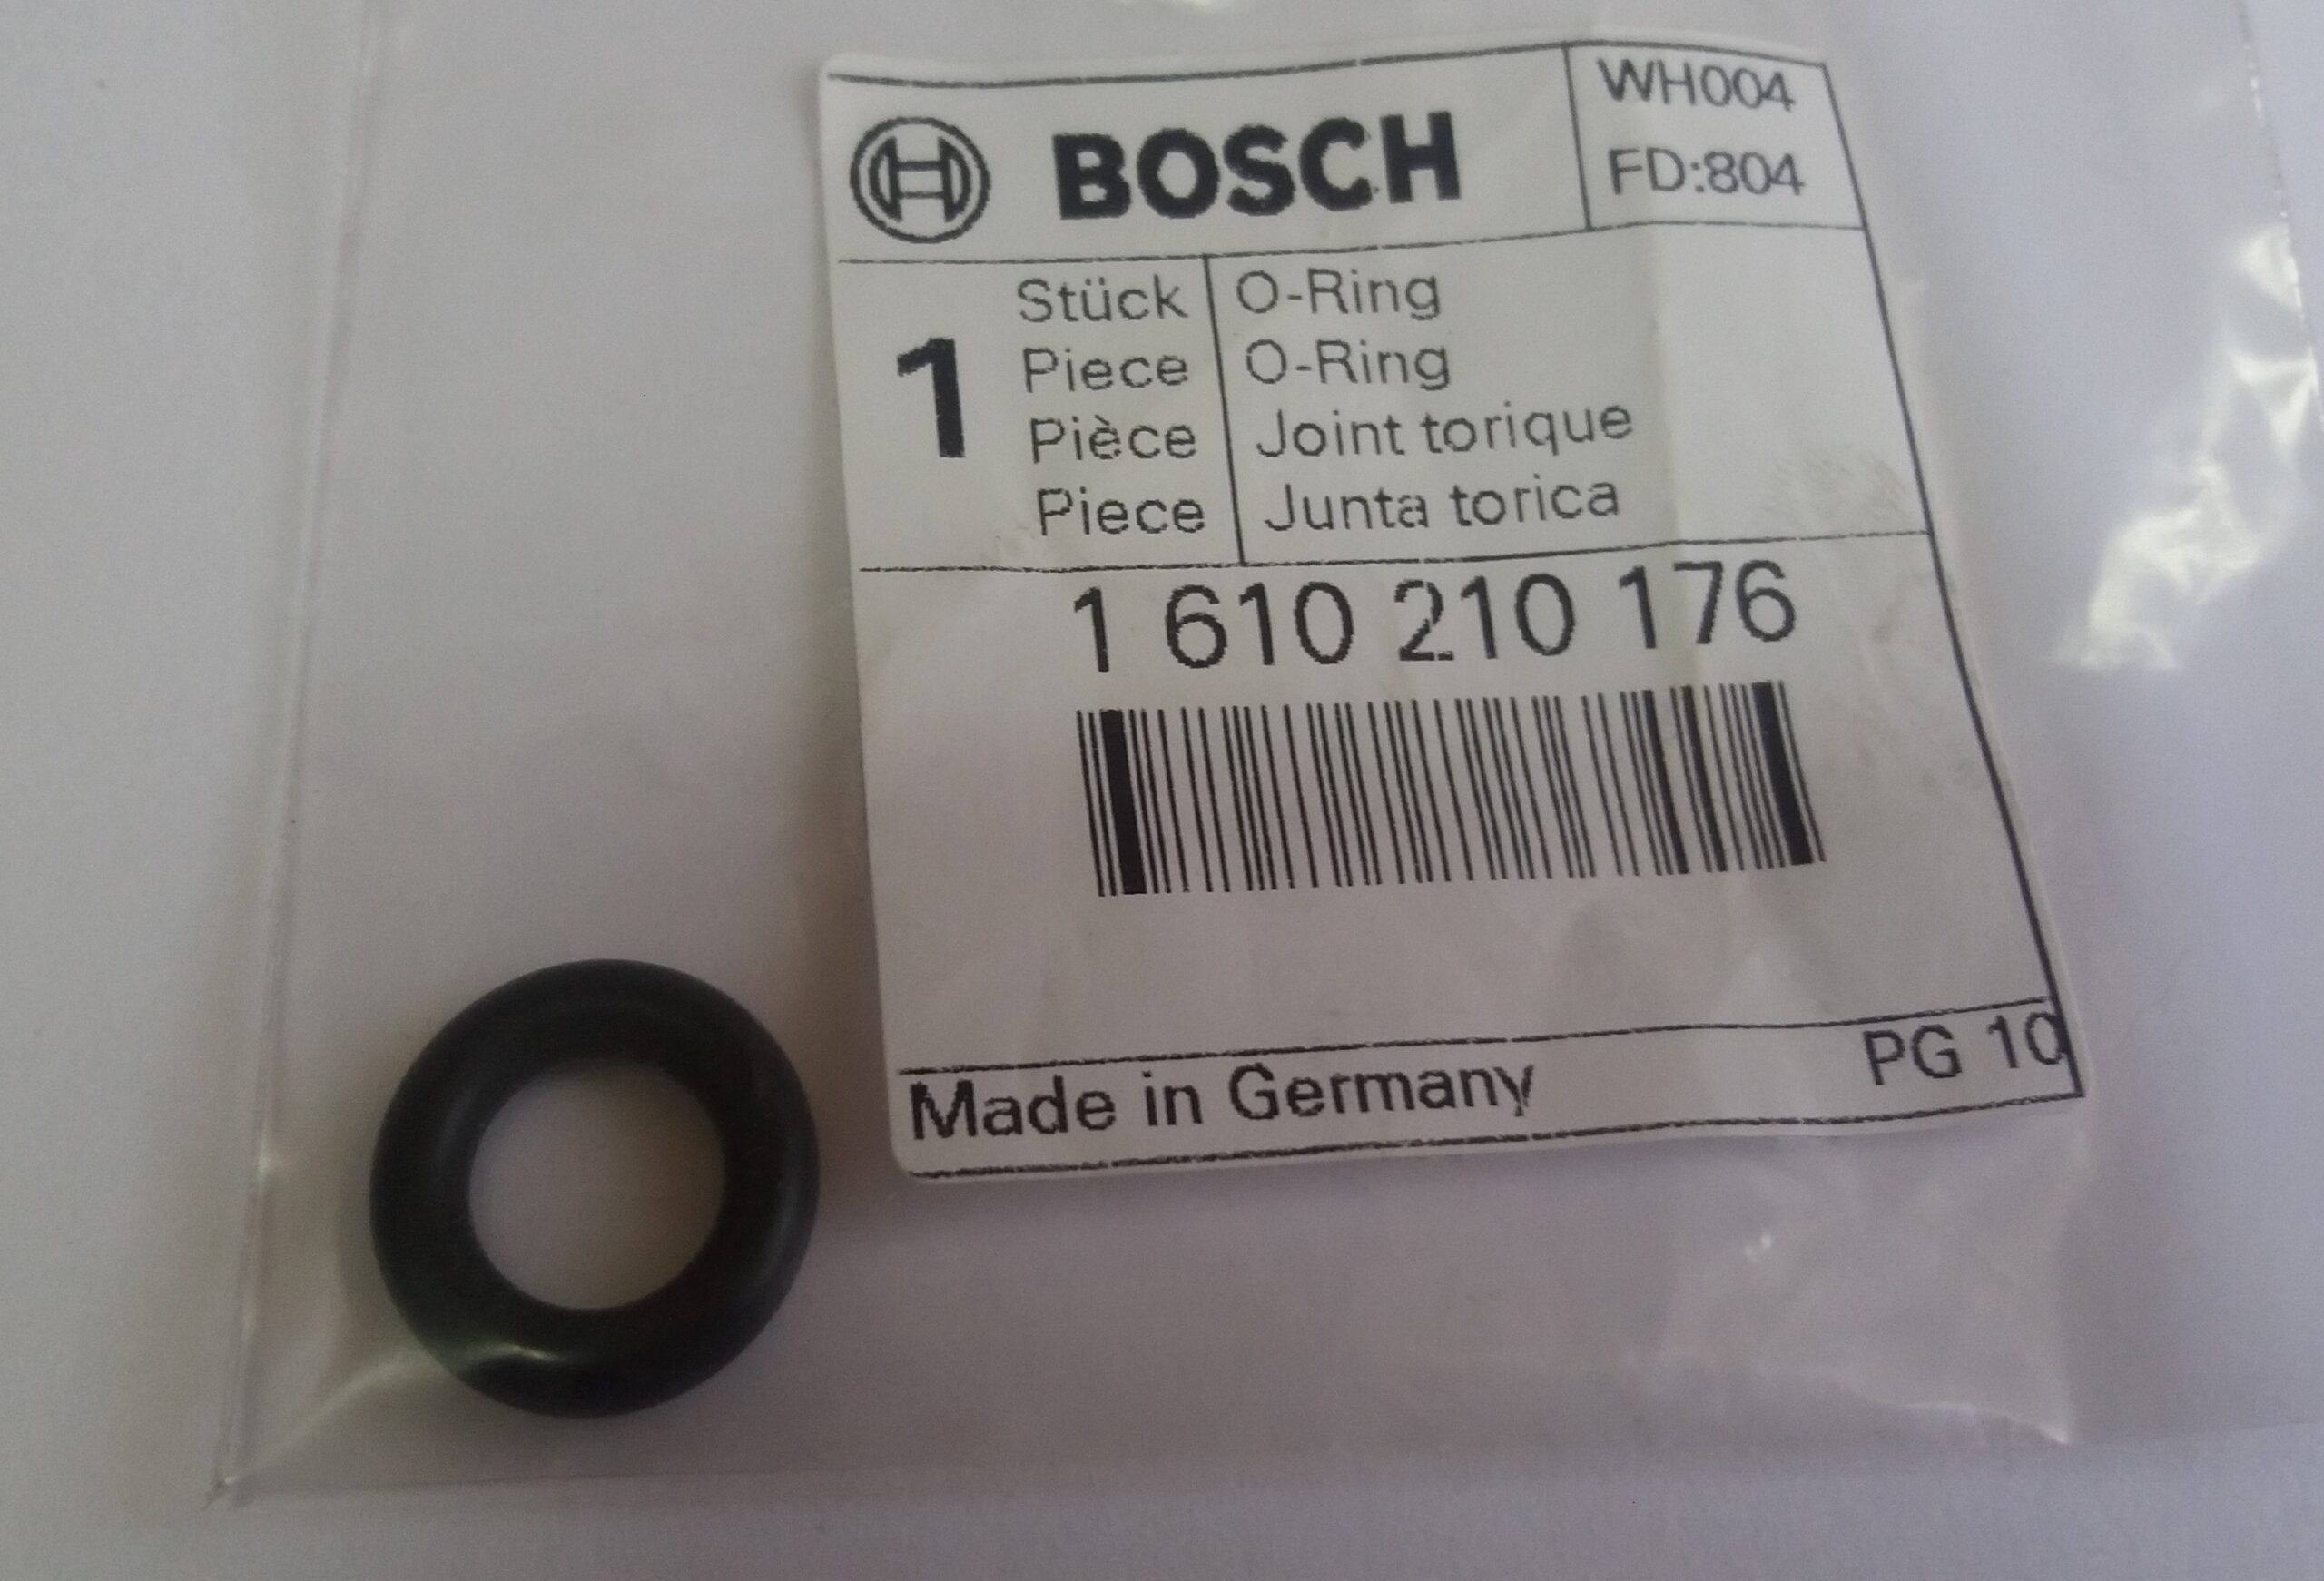 BOSCH
WH004
FD:804
1
Stück
Piece
Pièce
Piece
O-Ring
O-Ring
Joint torique
Junta torica
1 610 210 176
Made in Germany
PG 10